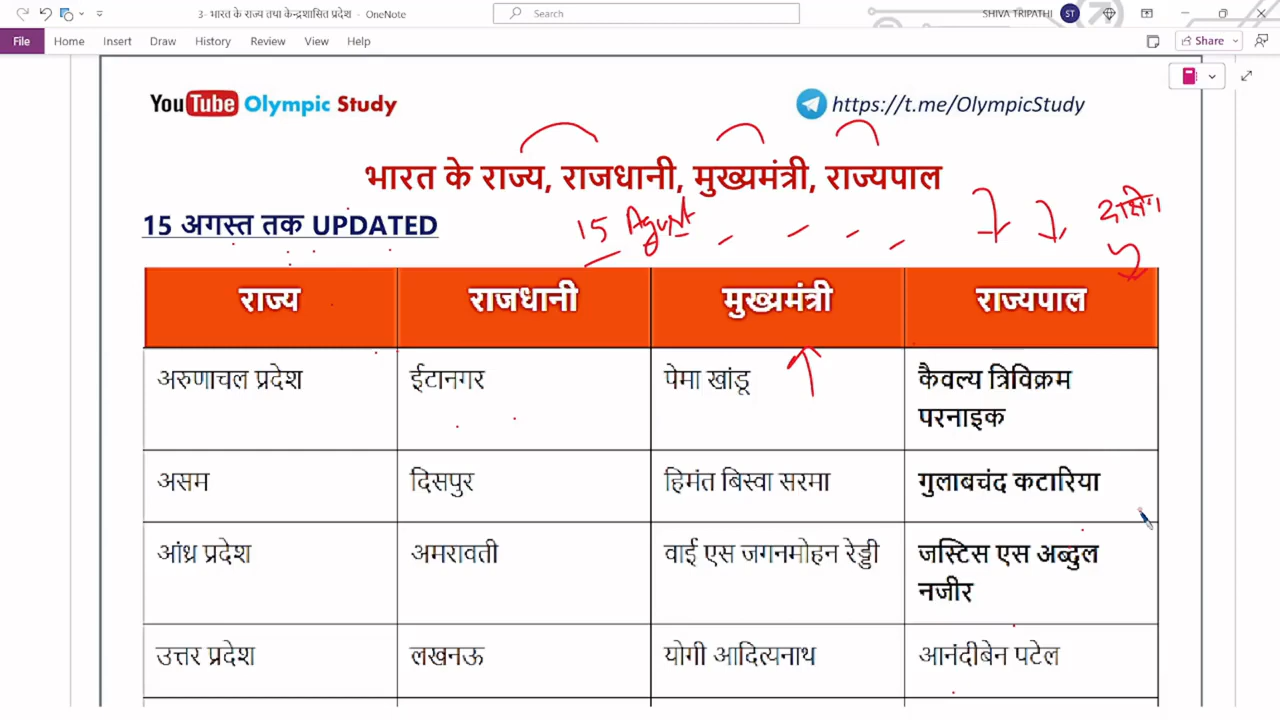 3- भारत के राज्य तथा केन्द्रशासित प्रदेश - OneNote
Search
SHIVA TRIPATHI ST
File Home Insert Draw History Review View Help
Share
YouTube Olympic Study
https://t.me/OlympicStudy
भारत के राज्य, राजधानी, मुख्यमंत्री, राज्यपाल
15 अगस्त तक UPDATED
15 Agust
राज्य राजधानी मुख्यमंत्री राज्यपाल
अरुणाचल प्रदेश ईटानगर पेमा खांडू कैवल्य त्रिविक्रम
परनाइक
असम दिसपुर हिमंत बिस्वा सरमा गुलाबचंद कटारिया
आंध्र प्रदेश अमरावती वाई एस जगनमोहन रेड्डी जस्टिस एस अब्दुल
नजीर
उत्तर प्रदेश लखनऊ योगी आदित्यनाथ आनंदीबेन पटेल